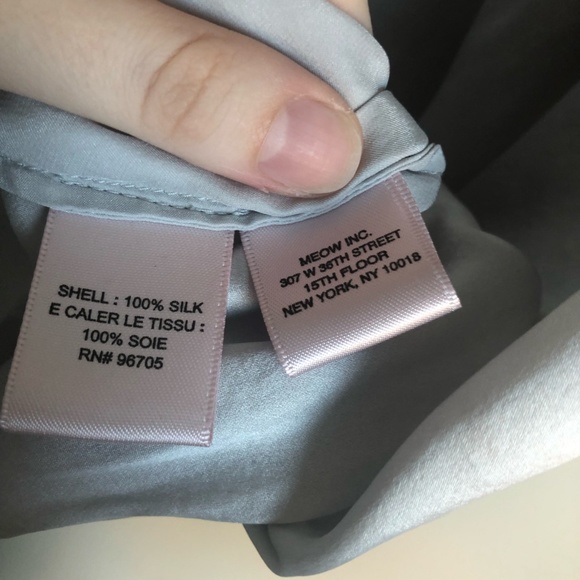 SHELL : 100% SILK
E CALER LE TISSU :
100% SOIE
RN# 96705
MEOW INC.
307 W 36TH STREET
15TH FLOOR
NEW YORK, NY 10018